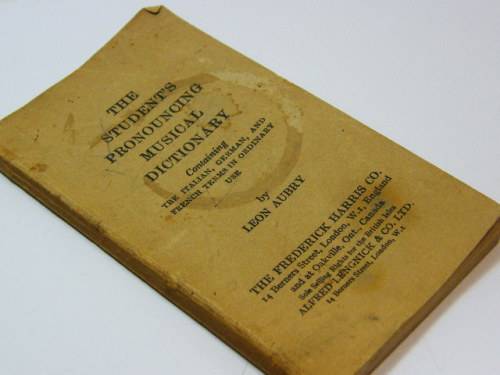 THE
STUDENT'S
PRONOUNCING
MUSICAL
DICTIONARY
Containing
THE ITALIAN, GERMAN, AND
FRENCH TERMS IN ORDINARY
USE
by
LEON AUBRY
THE FREDERICK HARRIS CO.
14 Berners Street, London, W.1, England
and at Oakville, Ont., Canada
Sole Selling Rights for the British Isles
ALFRED LENGNICK & CO. LTD.
14 Berners Street, London, W.1